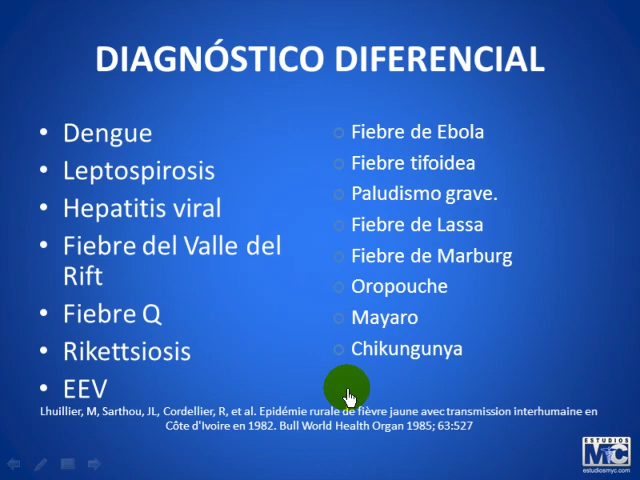 DIAGNÓSTICO DIFERENCIAL
• Dengue
• Leptospirosis
• Hepatitis viral
• Fiebre del Valle del
Rift
• Fiebre Q
• Rikettsiosis
• EEV
Fiebre de Ebola
Fiebre tifoidea
Paludismo grave.
Fiebre de Lassa
Fiebre de Marburg
Oropouche
Mayaro
Chikungunya
Lhuillier, M, Sarthou, JL, Cordellier, R, et al. Epidémie rurale de fièvre jaune avec transmission interhumaine en
Côte d'Ivoire en 1982. Bull World Health Organ 1985; 63:527
ESTUDIOS
MyC
estudiosmyc.com